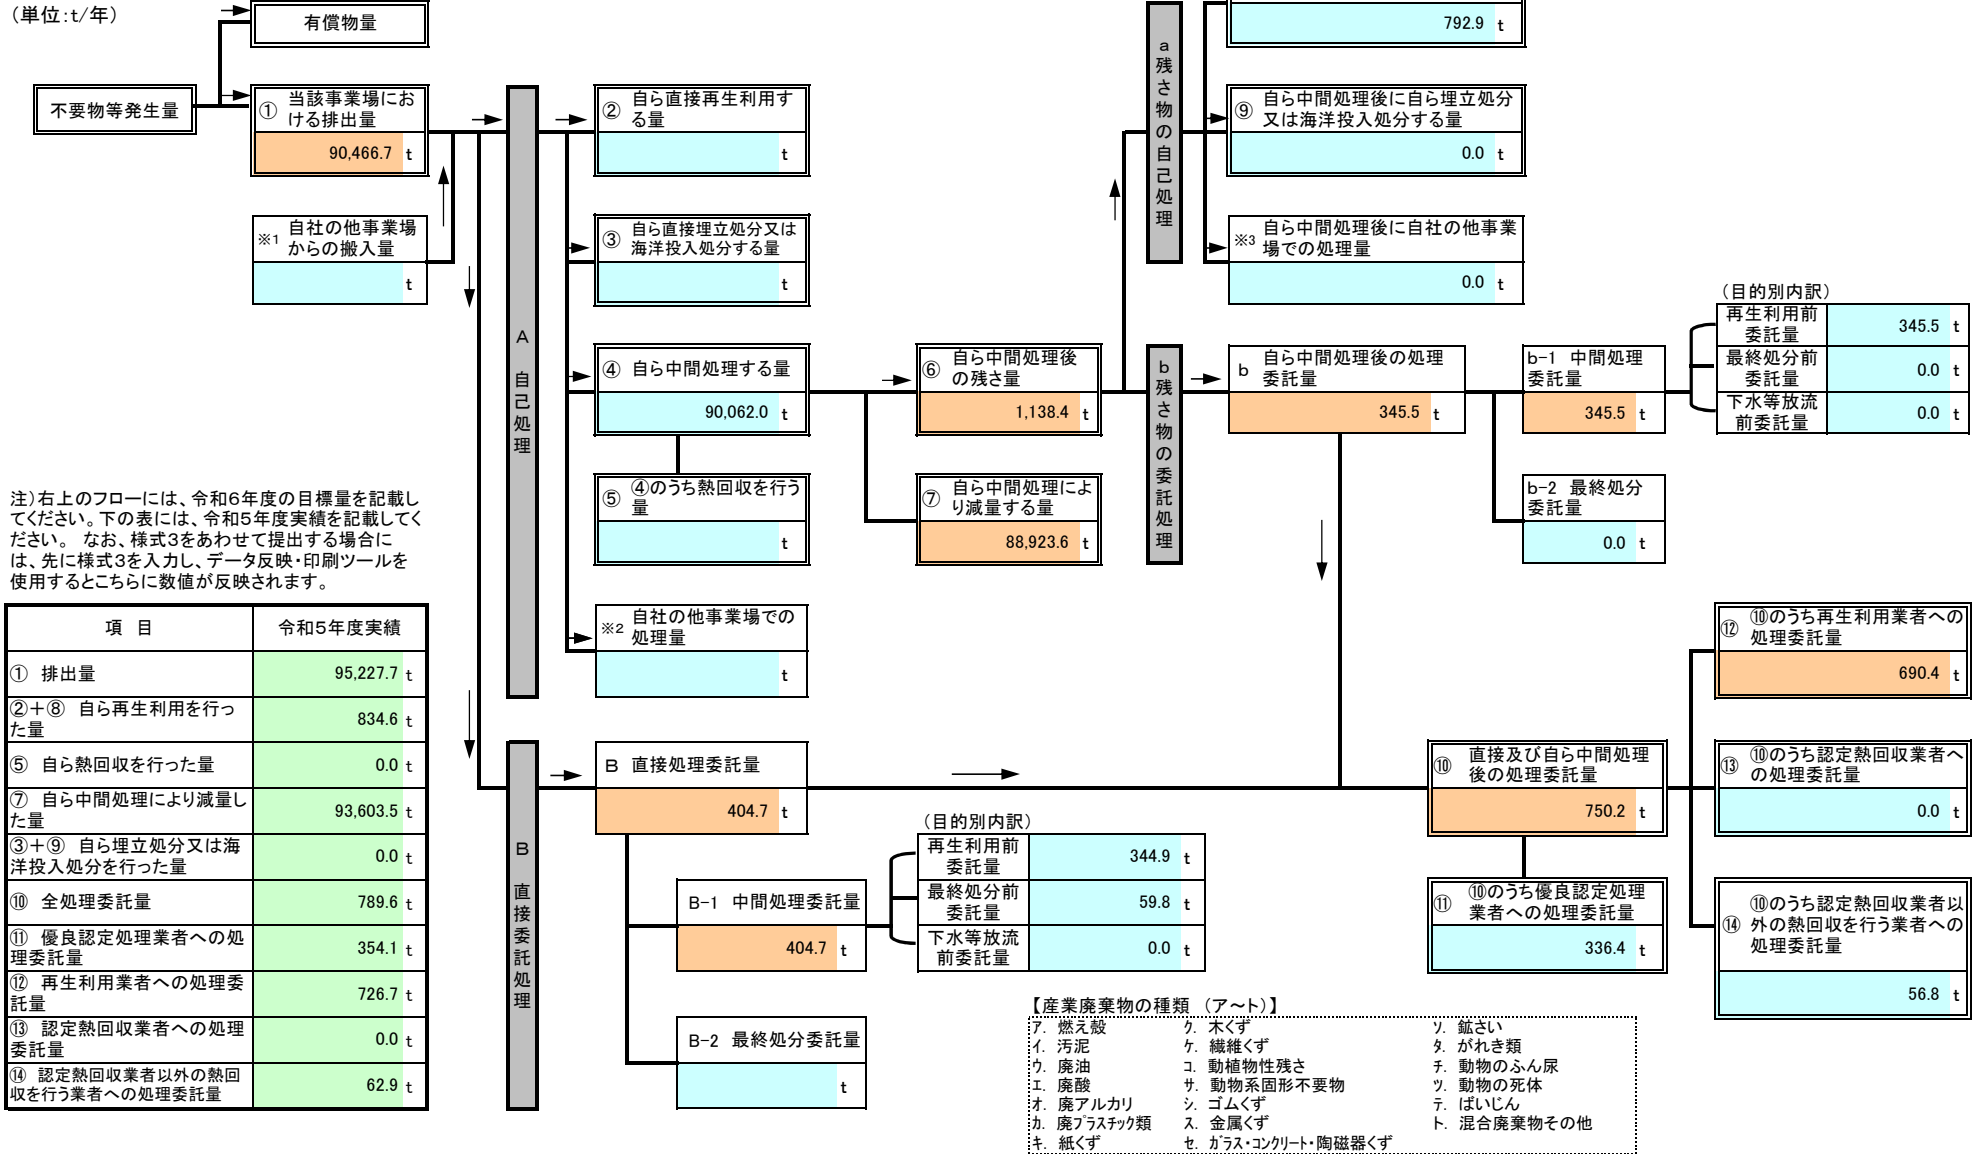 （単位：t/年）
有償物量
不要物等発生量
① 当該事業場にお
ける排出量
90,466.7 t
※1 自社の他事業場
からの搬入量
t
A 自己処理
② 自ら直接再生利用す
る量
t
③ 自ら直接埋立処分又は
海洋投入処分する量
t
④ 自ら中間処理する量
90,062.0 t
⑤ ④のうち熱回収を行う
量
t
※2 自社の他事業場での
処理量
t
⑥ 自ら中間処理後
の残さ量
1,138.4 t
⑦ 自ら中間処理によ
り減量する量
88,923.6 t
a 残さ物の自己処理
792.9 t
⑨ 自ら中間処理後に自ら埋立処分
又は海洋投入処分する量
0.0 t
※3 自ら中間処理後に自社の他事業
場での処理量
0.0 t
b 残さ物の委託処理
b 自ら中間処理後の処理
委託量
345.5 t
b-1 中間処理
委託量
345.5 t
b-2 最終処分
委託量
0.0 t
（目的別内訳）
再生利用前
委託量
345.5 t
最終処分前
委託量
0.0 t
下水等放流
前委託量
0.0 t
注）右上のフローには、令和６年度の目標量を記載し
てください。下の表には、令和５年度実績を記載してく
ださい。 なお、様式３をあわせて提出する場合に
は、先に様式３を入力し、データ反映・印刷ツールを
使用するとこちらに数値が反映されます。
項 目 令和５年度実績
① 排出量 95,227.7 t
②＋⑧ 自ら再生利用を行っ
た量 834.6 t
⑤ 自ら熱回収を行った量 0.0 t
⑦ 自ら中間処理により減量し
た量 93,603.5 t
③＋⑨ 自ら埋立処分又は海
洋投入処分を行った量 0.0 t
⑩ 全処理委託量 789.6 t
⑪ 優良認定処理業者への処
理委託量 354.1 t
⑫ 再生利用業者への処理委
託量 726.7 t
⑬ 認定熱回収業者への処理
委託量 0.0 t
⑭ 認定熱回収業者以外の熱回
収を行う業者への処理委託量 62.9 t
B 直接委託処理
B 直接処理委託量
404.7 t
B-1 中間処理委託量
404.7 t
B-2 最終処分委託量
t
（目的別内訳）
再生利用前
委託量
344.9 t
最終処分前
委託量
59.8 t
下水等放流
前委託量
0.0 t
⑩ 直接及び自ら中間処理
後の処理委託量
750.2 t
⑪ ⑩のうち優良認定処理
業者への処理委託量
336.4 t
⑫ ⑩のうち再生利用業者への
処理委託量
690.4 t
⑬ ⑩のうち認定熱回収業者へ
の処理委託量
0.0 t
⑭ ⑩のうち認定熱回収業者以
外の熱回収を行う業者への
処理委託量
56.8 t
【産業廃棄物の種類 （ア～ト）】
ｱ. 燃え殻 ｸ. 木くず ｿ. 鉱さい
ｲ. 汚泥 ｹ. 繊維くず ﾀ. がれき類
ｳ. 廃油 ｺ. 動植物性残さ ﾁ. 動物のふん尿
ｴ. 廃酸 ｻ. 動物系固形不要物 ﾂ. 動物の死体
ｵ. 廃アルカリ ｼ. ゴムくず ﾃ. ばいじん
ｶ. 廃ﾌﾟﾗｽﾁｯｸ類 ｽ. 金属くず ﾄ. 混合廃棄物その他
ｷ. 紙くず ｾ. ｶﾞﾗｽ・ｺﾝｸﾘｰﾄ・陶磁器くず